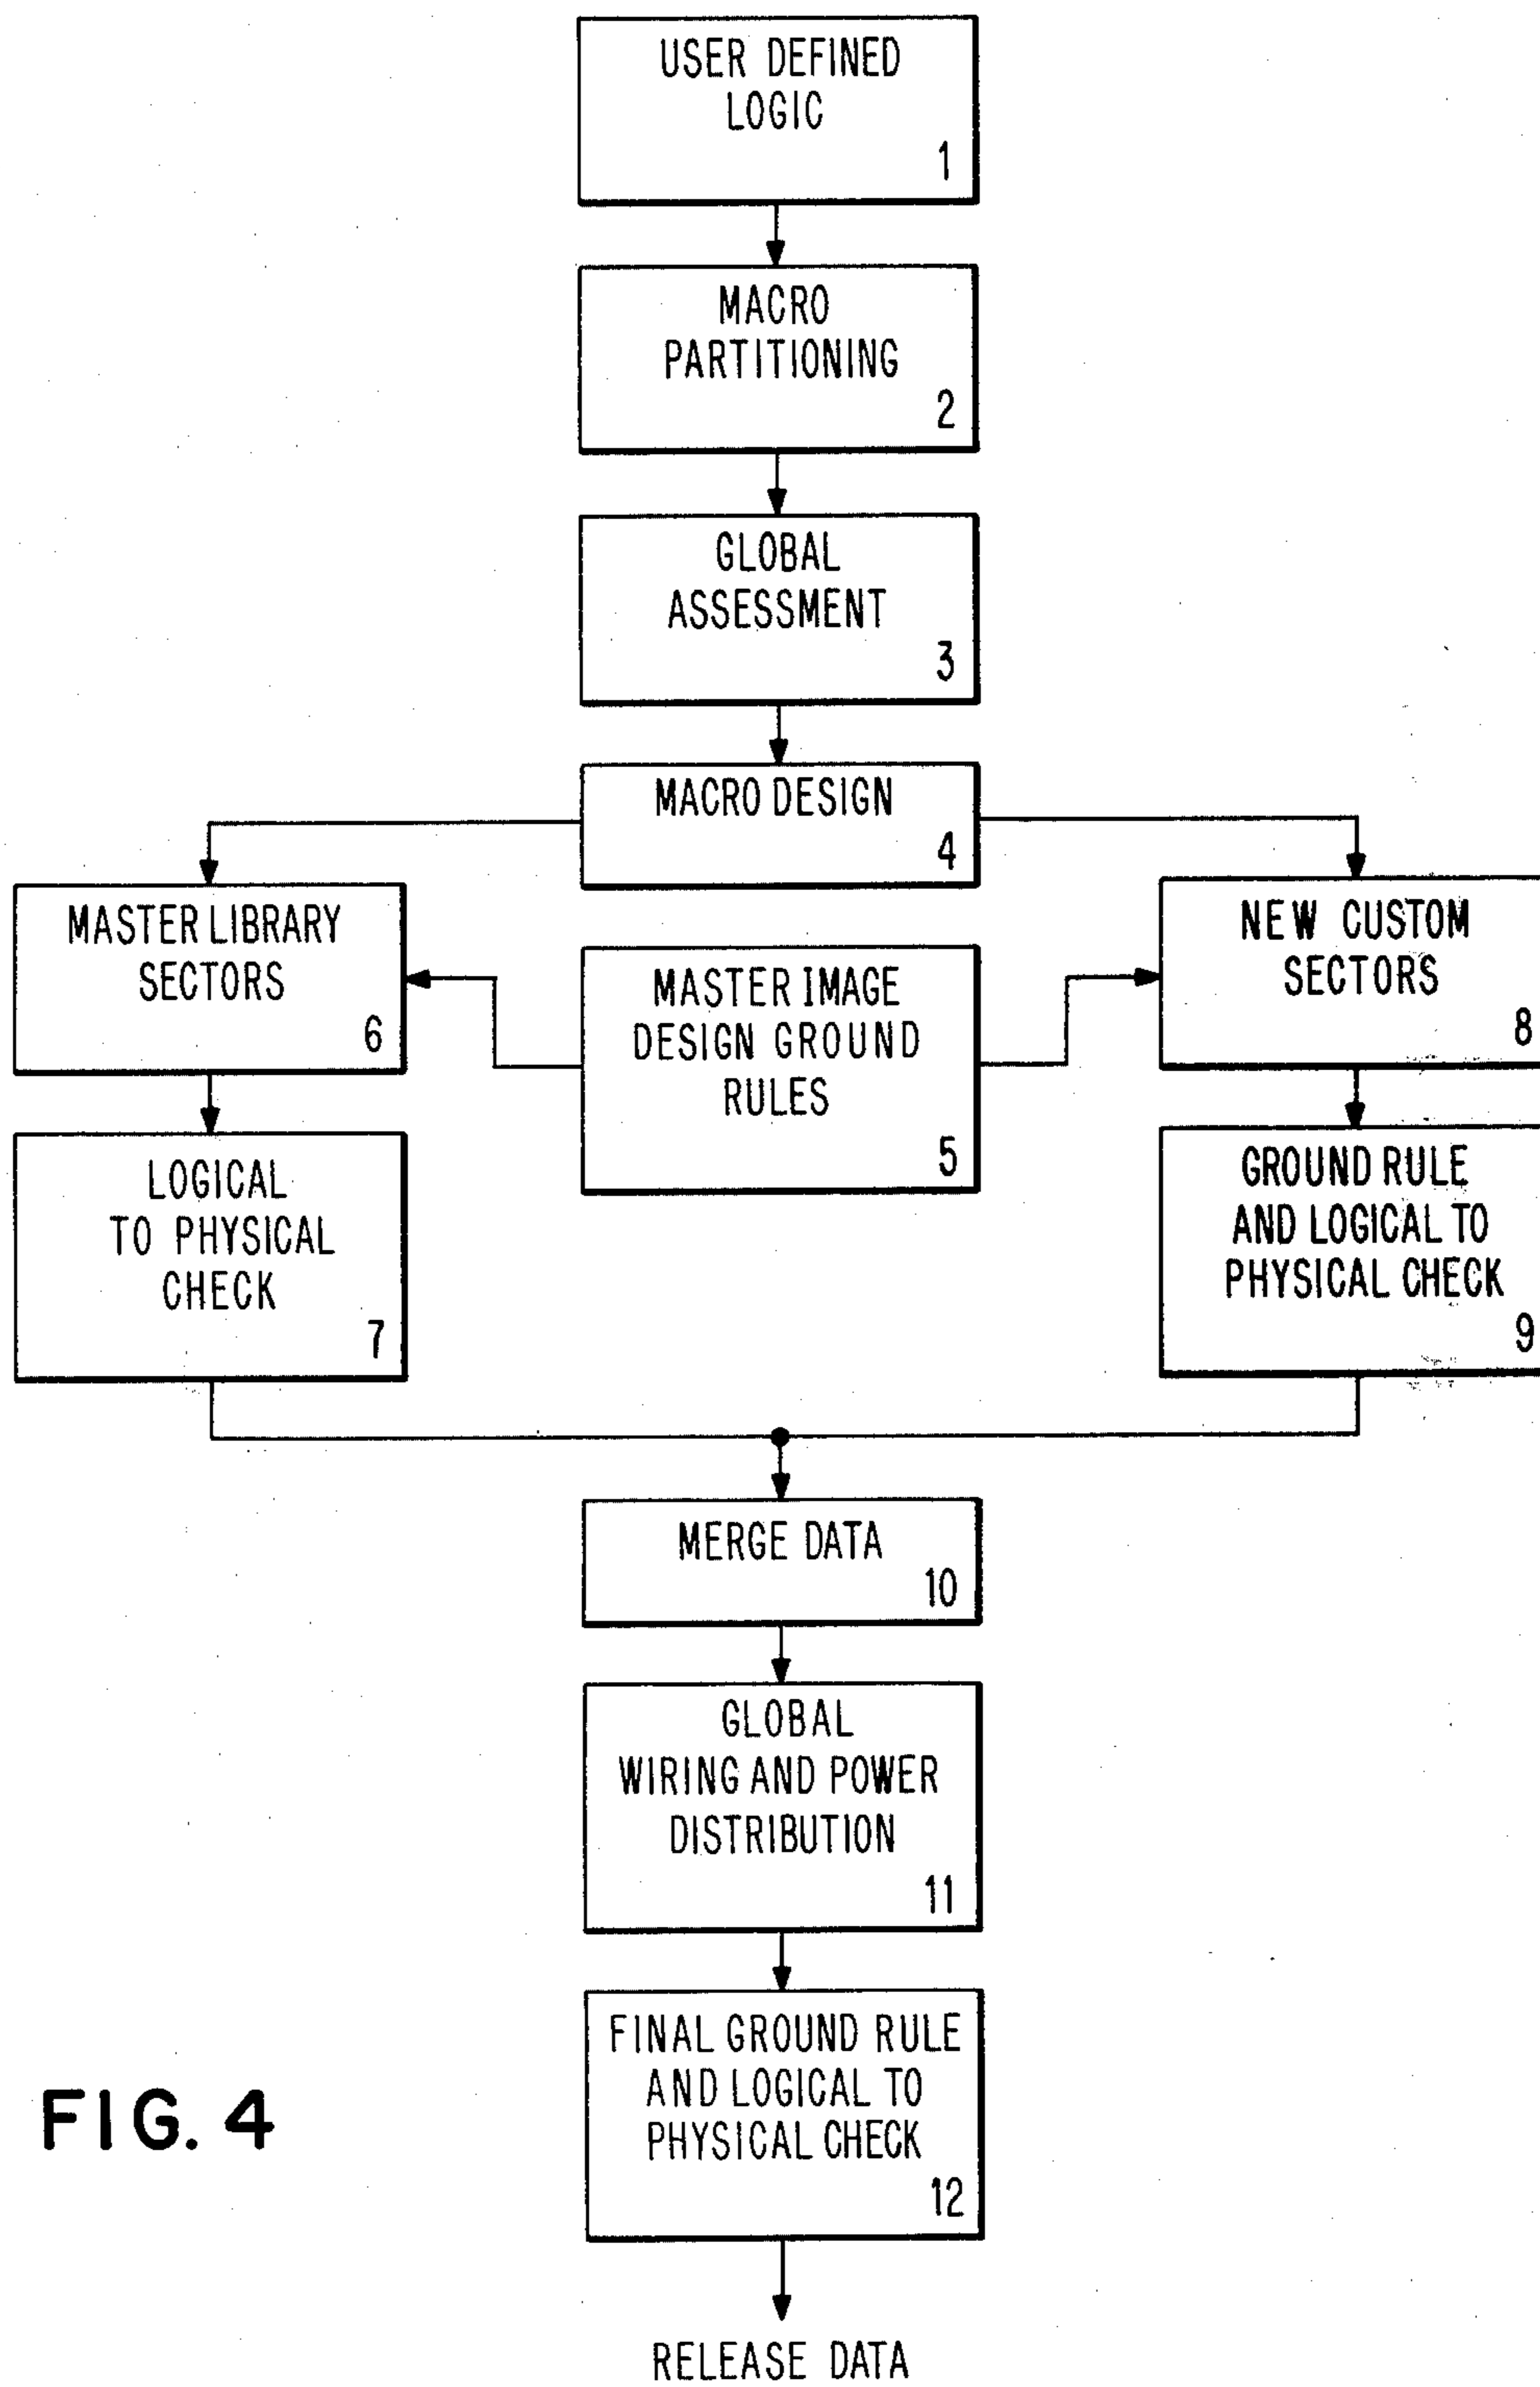 USER DEFINED
LOGIC
1
MACRO
PARTITIONING
2
GLOBAL
ASSESSMENT
3
MACRO DESIGN
4
MASTER LIBRARY
SECTORS
6
MASTER IMAGE
DESIGN GROUND
RULES
5
NEW CUSTOM
SECTORS
8
LOGICAL
TO PHYSICAL
CHECK
7
GROUND RULE
AND LOGICAL TO
PHYSICAL CHECK
9
MERGE DATA
10
GLOBAL
WIRING AND POWER
DISTRIBUTION
11
FINAL GROUND RULE
AND LOGICAL TO
PHYSICAL CHECK
12
RELEASE DATA
FIG. 4